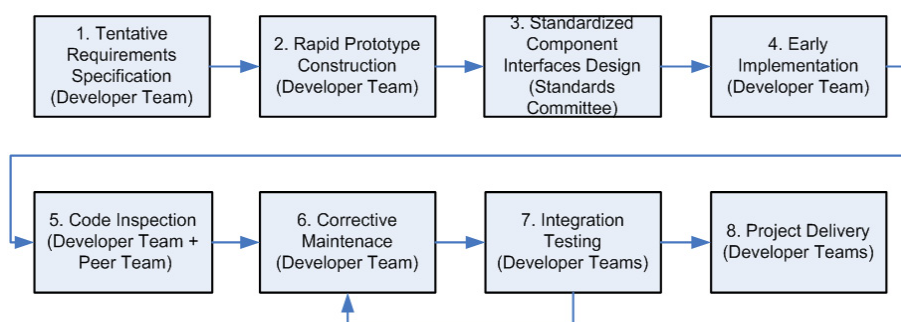 1. Tentative
Requirements
Specification
(Developer Team)
2. Rapid Prototype
Construction
(Developer Team)
3. Standardized
Component
Interfaces Design
(Standards
Committee)
4. Early
Implementation
(Developer Team)
5. Code Inspection
(Developer Team +
Peer Team)
6. Corrective
Maintenace
(Developer Team)
7. Integration
Testing
(Developer Teams)
8. Project Delivery
(Developer Teams)